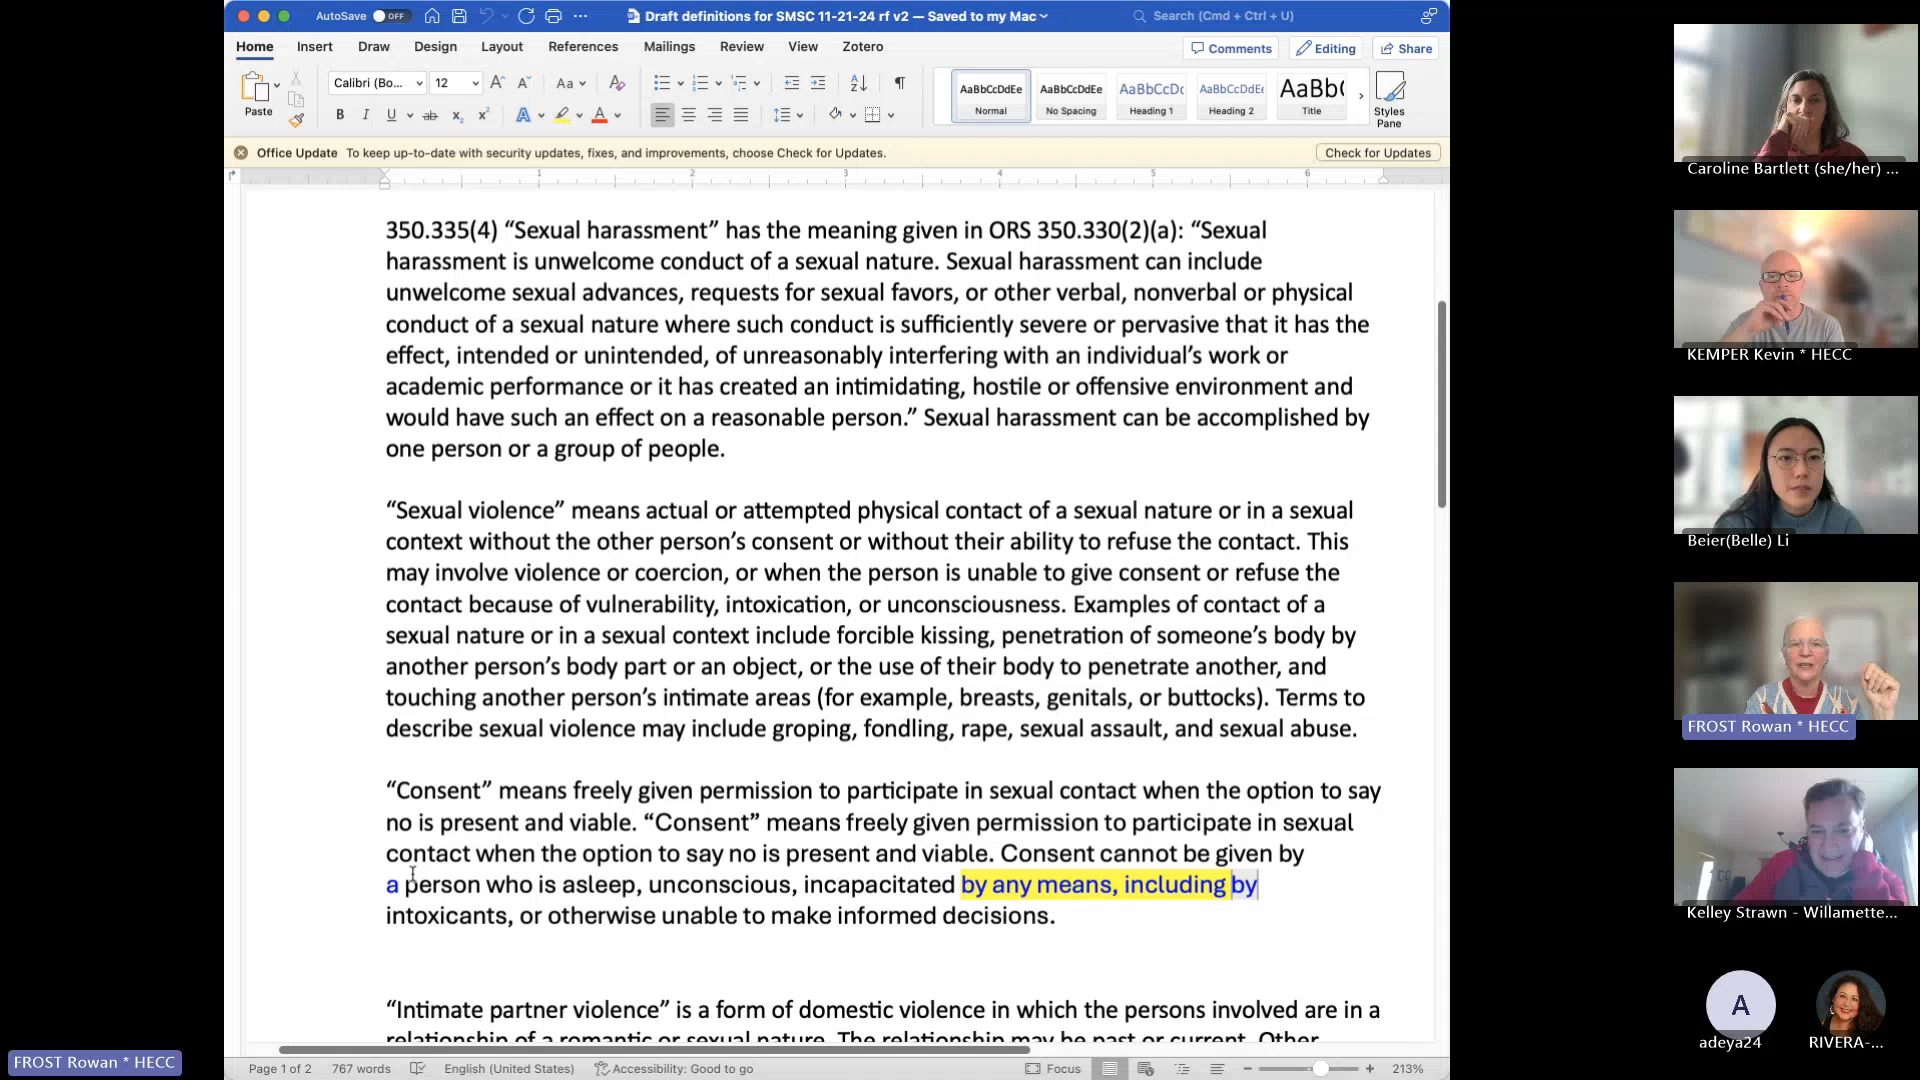 AutoSave OFF
Draft definitions for SMSC 11-21-24 rf v2 — Saved to my Mac
Search (Cmd + Ctrl + U)
Home Insert Draw Design Layout References Mailings Review View Zotero
Comments Editing Share
Paste
Calibri (Bo... 12
AaBbCcDdEe AaBbCcDdEe AaBbCcDc AaBbCcDdEe AaBb(
Normal No Spacing Heading 1 Heading 2 Title
Styles Pane
Office Update To keep up-to-date with security updates, fixes, and improvements, choose Check for Updates.
Check for Updates
1 2 3 4 5 6
350.335(4) “Sexual harassment” has the meaning given in ORS 350.330(2)(a): “Sexual
harassment is unwelcome conduct of a sexual nature. Sexual harassment can include
unwelcome sexual advances, requests for sexual favors, or other verbal, nonverbal or physical
conduct of a sexual nature where such conduct is sufficiently severe or pervasive that it has the
effect, intended or unintended, of unreasonably interfering with an individual’s work or
academic performance or it has created an intimidating, hostile or offensive environment and
would have such an effect on a reasonable person.” Sexual harassment can be accomplished by
one person or a group of people.
“Sexual violence” means actual or attempted physical contact of a sexual nature or in a sexual
context without the other person’s consent or without their ability to refuse the contact. This
may involve violence or coercion, or when the person is unable to give consent or refuse the
contact because of vulnerability, intoxication, or unconsciousness. Examples of contact of a
sexual nature or in a sexual context include forcible kissing, penetration of someone’s body by
another person’s body part or an object, or the use of their body to penetrate another, and
touching another person’s intimate areas (for example, breasts, genitals, or buttocks). Terms to
describe sexual violence may include groping, fondling, rape, sexual assault, and sexual abuse.
“Consent” means freely given permission to participate in sexual contact when the option to say
no is present and viable. “Consent” means freely given permission to participate in sexual
contact when the option to say no is present and viable. Consent cannot be given by
a person who is asleep, unconscious, incapacitated by any means, including by
intoxicants, or otherwise unable to make informed decisions.
“Intimate partner violence” is a form of domestic violence in which the persons involved are in a
relationship of a romantic or sexual nature. The relationship may be past or current. Other
Page 1 of 2 767 words English (United States) Accessibility: Good to go Focus 213%
Caroline Bartlett (she/her) ...
KEMPER Kevin * HECC
Beier(Belle) Li
FROST Rowan * HECC
Kelley Strawn - Willamette...
A
adeya24
RIVERA-...
FROST Rowan * HECC